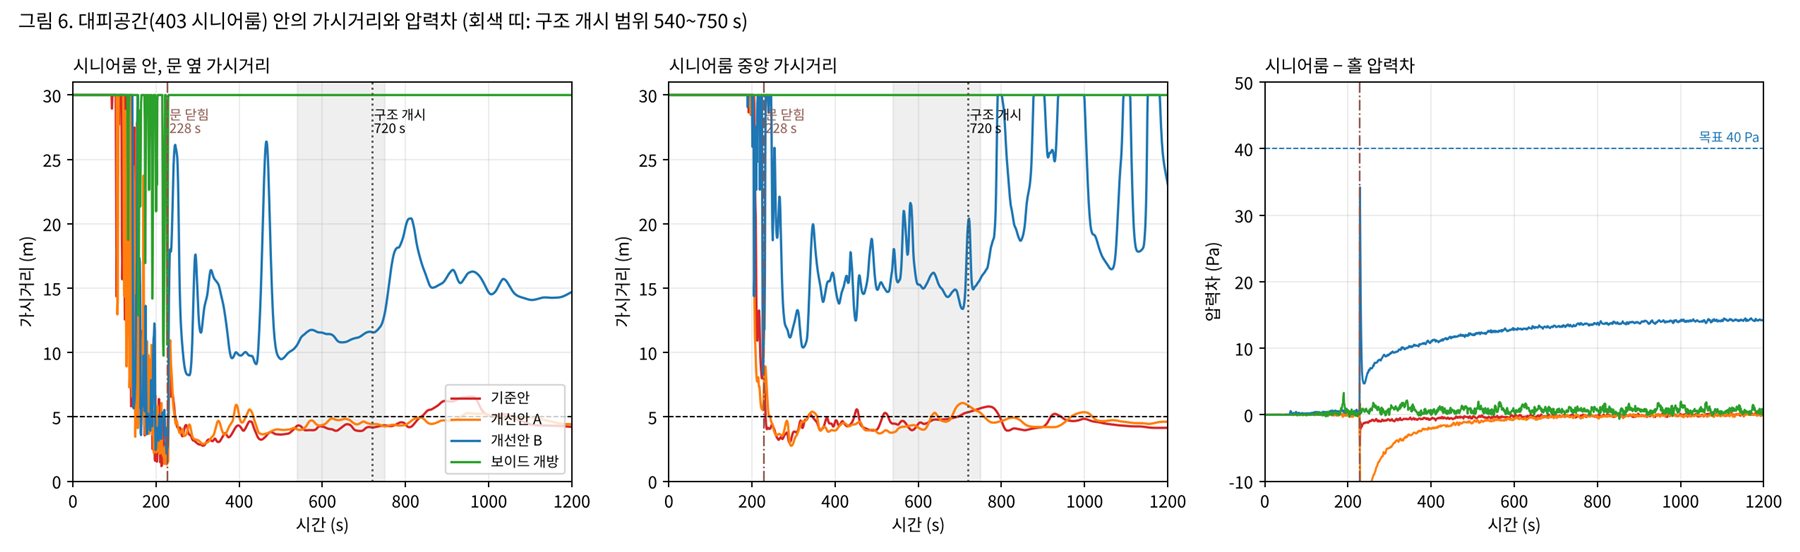 그림 6. 대피공간(403 시니어룸) 안의 가시거리와 압력차 (회색 띠: 구조 개시 범위 540~750 s)
시니어룸 안, 문 옆 가시거리
가시거리 (m)
30
25
20
15
10
5
0
문 닫힘
228 s
구조 개시
720 s
기준안
개선안 A
개선안 B
보이드 개방
0 200 400 600 800 1000 1200
시간 (s)
시니어룸 중앙 가시거리
가시거리 (m)
30
25
20
15
10
5
0
문 닫힘
228 s
구조 개시
720 s
0 200 400 600 800 1000 1200
시간 (s)
시니어룸 – 홀 압력차
압력차 (Pa)
50
40
30
20
10
0
-10
목표 40 Pa
0 200 400 600 800 1000 1200
시간 (s)